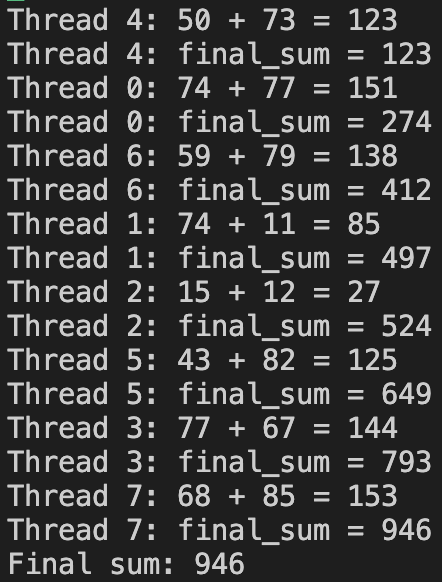 Thread 4: 50 + 73 = 123
Thread 4: final_sum = 123
Thread 0: 74 + 77 = 151
Thread 0: final_sum = 274
Thread 6: 59 + 79 = 138
Thread 6: final_sum = 412
Thread 1: 74 + 11 = 85
Thread 1: final_sum = 497
Thread 2: 15 + 12 = 27
Thread 2: final_sum = 524
Thread 5: 43 + 82 = 125
Thread 5: final_sum = 649
Thread 3: 77 + 67 = 144
Thread 3: final_sum = 793
Thread 7: 68 + 85 = 153
Thread 7: final_sum = 946
Final sum: 946